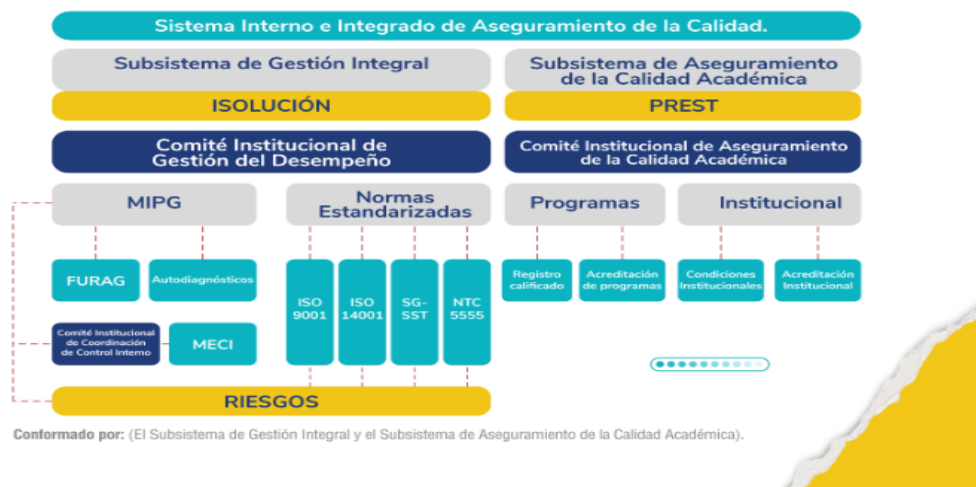 Sistema Interno e Integrado de Aseguramiento de la Calidad.
Subsistema de Gestión Integral
Subsistema de Aseguramiento
de la Calidad Académica
ISOLUCIÓN
PREST
Comité Institucional de
Gestión del Desempeño
Comité Institucional de Aseguramiento
de la Calidad Académica
MIPG
Normas
Estandarizadas
Programas
Institucional
FURAG
Autodiagnósticos
ISO
9001
ISO
14001
SG-
SST
NTC
5555
Registro
calificado
Acreditación
de programas
Condiciones
Institucionales
Acreditación
Institucional
Comité Institucional
de Coordinación
de Control Interno
MECI
RIESGOS
Conformado por: (El Subsistema de Gestión Integral y el Subsistema de Aseguramiento de la Calidad Académica).